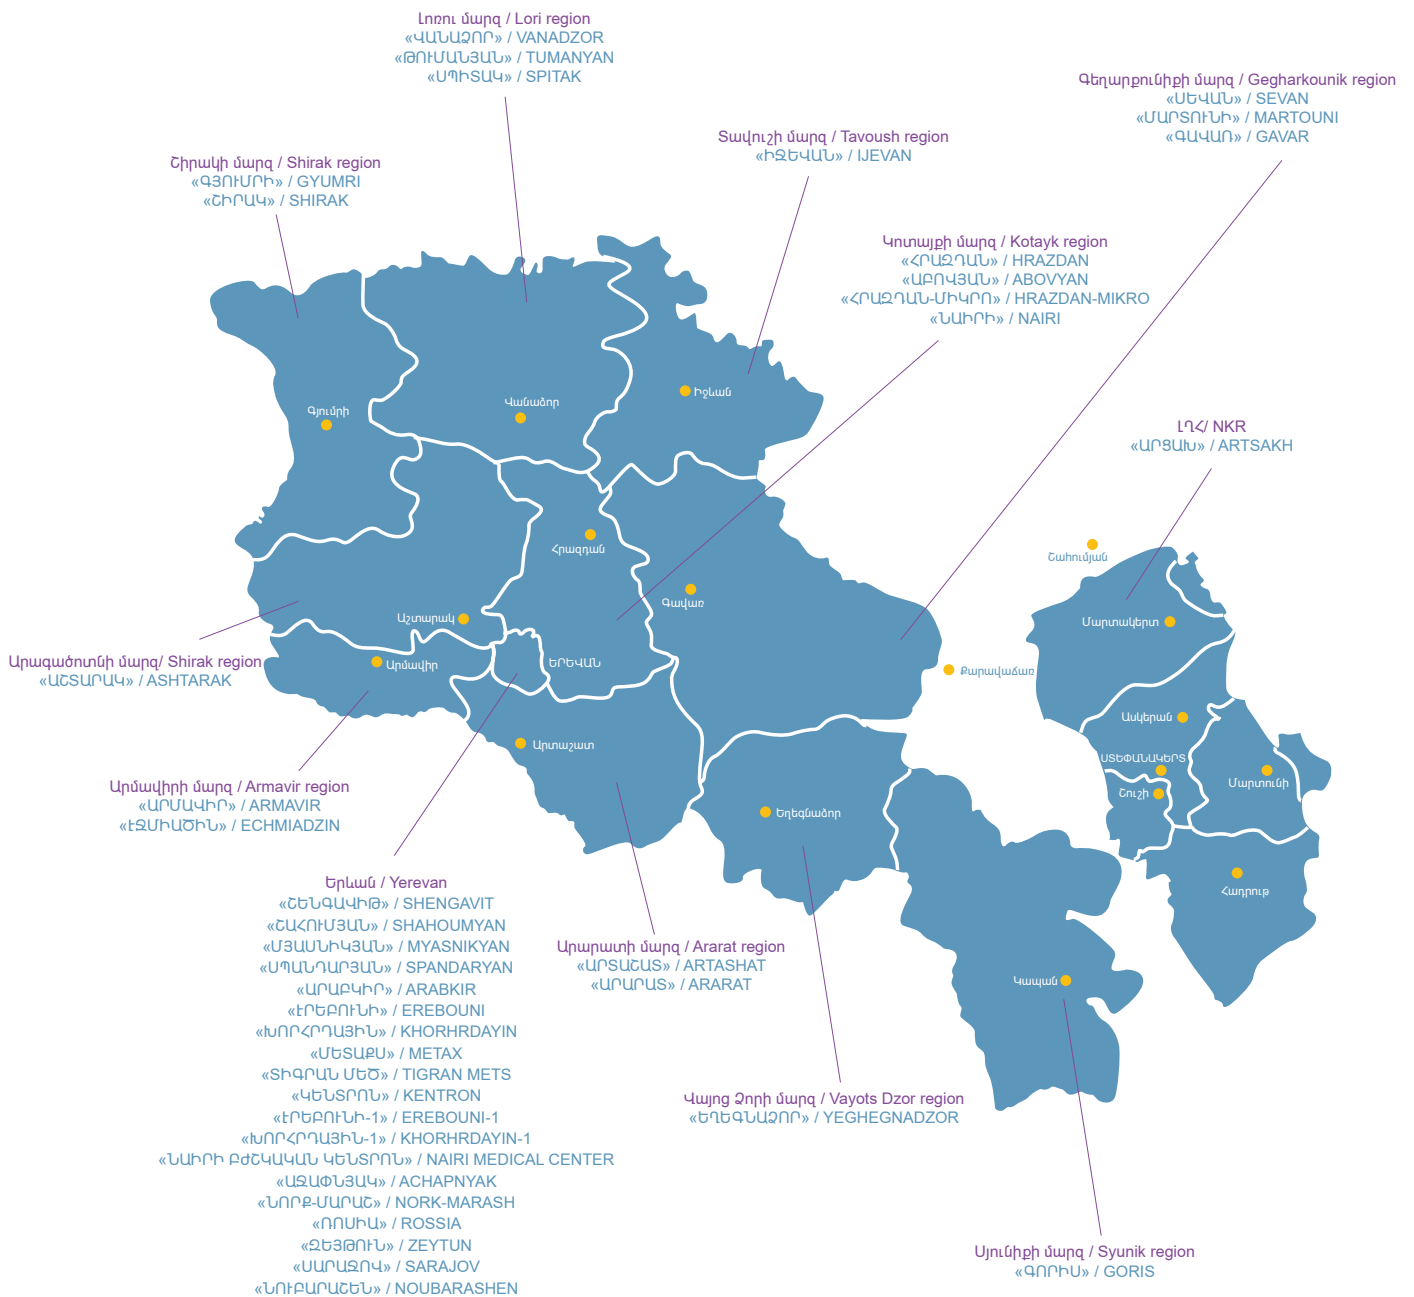 Լոռու մարզ / Lori region
«ՎԱՆԱՁՈՐ» / VANADZOR
«ԹՈՒՄԱՆՅԱՆ» / TUMANYAN
«ՍՊԻՏԱԿ» / SPITAK
Գեղարքունիքի մարզ / Gegharkounik region
«ՍԵՎԱՆ» / SEVAN
«ՄԱՐՏՈՒՆԻ» / MARTOUNI
«ԳԱՎԱՌ» / GAVAR
Տավուշի մարզ / Tavoush region
«ԻՋԵՎԱՆ» / IJEVAN
Շիրակի մարզ / Shirak region
«ԳՅՈՒՄՐԻ» / GYUMRI
«ՇԻՐԱԿ» / SHIRAK
Կոտայքի մարզ / Kotayk region
«ՀՐԱԶԴԱՆ» / HRAZDAN
«ԱԲՈՎՅԱՆ» / ABOVYAN
«ՀՐԱԶԴԱՆ-ՄԻԿՐՈ» / HRAZDAN-MIKRO
«ՆԱԻՐԻ» / NAIRI
Իջևան
Վանաձոր
Գյումրի
ԼՂՀ/ NKR
«ԱՐՑԱԽ» / ARTSAKH
Հրազդան
Շահումյան
Գավառ
Աշտարակ
Մարտակերտ
ԵՐԵՎԱՆ
Արմավիր
Քարավաճառ
Արագածոտնի մարզ/ Shirak region
«ԱՇՏԱՐԱԿ» / ASHTARAK
Ասկերան
Արտաշատ
ՍՏԵՓԱՆԱԿԵՐՏ
Մարտունի
Շուշի
Եղեգնաձոր
Արմավիրի մարզ / Armavir region
«ԱՐՄԱՎԻՐ» / ARMAVIR
«ԷՋՄԻԱԾԻՆ» / ECHMIADZIN
Հադրութ
Երևան / Yerevan
«ՇԵՆԳԱՎԻԹ» / SHENGAVIT
«ՇԱՀՈՒՄՅԱՆ» / SHAHOUMYAN
«ՄՅԱՍՆԻԿՅԱՆ» / MYASNIKYAN
«ՍՊԱՆԴԱՐՅԱՆ» / SPANDARYAN
«ԱՐԱԲԿԻՐ» / ARABKIR
«ԷՐԵԲՈՒՆԻ» / EREBOUNI
«ԽՈՐՀՐԴԱՅԻՆ» / KHORHRDAYIN
«ՄԵՏԱՔՍ» / METAX
«ՏԻԳՐԱՆ ՄԵԾ» / TIGRAN METS
«ԿԵՆՏՐՈՆ» / KENTRON
«ԷՐԵԲՈՒՆԻ-1» / EREBOUNI-1
«ԽՈՐՀՐԴԱՅԻՆ-1» / KHORHRDAYIN-1
«ՆԱԻՐԻ ԲԺՇԿԱԿԱՆ ԿԵՆՏՐՈՆ» / NAIRI MEDICAL CENTER
«ԱՋԱՓՆՅԱԿ» / ACHAPNYAK
«ՆՈՐՔ-ՄԱՐԱՇ» / NORK-MARASH
«ՌՈՍԻԱ» / ROSSIA
«ԶԵՅԹՈՒՆ» / ZEYTUN
«ՍԱՐԱՋՈՎ» / SARAJOV
«ՆՈՒԲԱՐԱՇԵՆ» / NOUBARASHEN
Արարատի մարզ / Ararat region
«ԱՐՏԱՇԱՏ» / ARTASHAT
«ԱՐԱՐԱՏ» / ARARAT
Կապան
Վայոց Ձորի մարզ / Vayots Dzor region
«ԵՂԵԳՆԱՁՈՐ» / YEGHEGNADZOR
Սյունիքի մարզ / Syunik region
«ԳՈՐԻՍ» / GORIS